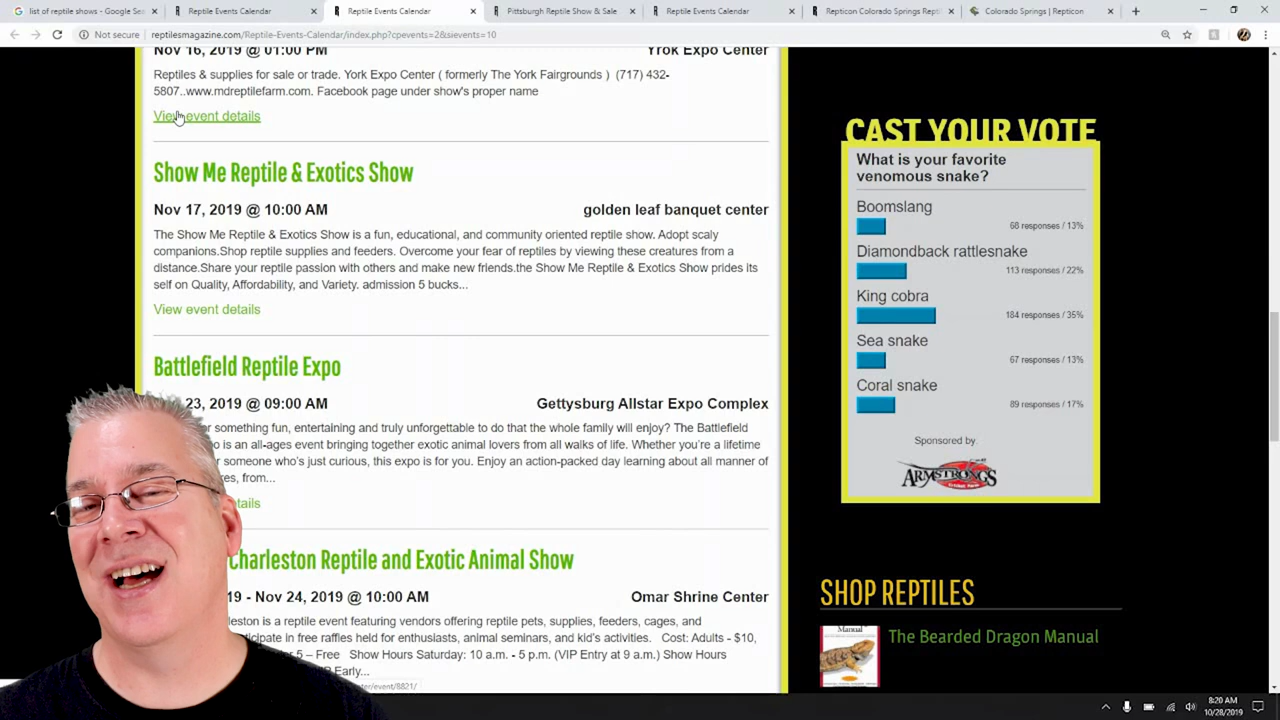 list of reptile shows - Google Sea
Reptile Events Calendar
Reptile Events Calendar
Pittsburgh Reptile Show & Sale
Reptile Events Calendar
Repticon Colorado Springs Rept
Colorado Springs | Repticon
Not secure
reptilesmagazine.com/Reptile-Events-Calendar/index.php?cpevents=2&sievents=10
Nov 16, 2019 @ 01:00 PM
Yrok Expo Center
Reptiles & supplies for sale or trade. York Expo Center ( formerly The York Fairgrounds ) (717) 432-
5807..www.mdreptilefarm.com. Facebook page under show's proper name
View event details
Show Me Reptile & Exotics Show
Nov 17, 2019 @ 10:00 AM
golden leaf banquet center
The Show Me Reptile & Exotics Show is a fun, educational, and community oriented reptile show. Adopt scaly
companions.Shop reptile supplies and feeders. Overcome your fear of reptiles by viewing these creatures from a
distance.Share your reptile passion with others and make new friends.the Show Me Reptile & Exotics Show prides its
self on Quality, Affordability, and Variety. admission 5 bucks...
View event details
Battlefield Reptile Expo
23, 2019 @ 09:00 AM
Gettysburg Allstar Expo Complex
something fun, entertaining and truly unforgettable to do that the whole family will enjoy? The Battlefield
is an all-ages event bringing together exotic animal lovers from all walks of life. Whether you're a lifetime
someone who's just curious, this expo is for you. Enjoy an action-packed day learning about all manner of
from...
details
Charleston Reptile and Exotic Animal Show
19 - Nov 24, 2019 @ 10:00 AM
Omar Shrine Center
is a reptile event featuring vendors offering reptile pets, supplies, feeders, cages, and
in free raffles held for enthusiasts, animal seminars, and kid's activities. Cost: Adults - $10,
5 – Free Show Hours Saturday: 10 a.m. - 5 p.m. (VIP Entry at 9 a.m.) Show Hours
VIP Early...
/event/8821/
CAST YOUR VOTE
What is your favorite
venomous snake?
Boomslang
68 responses / 13%
Diamondback rattlesnake
113 responses / 22%
King cobra
184 responses / 35%
Sea snake
67 responses / 13%
Coral snake
89 responses / 17%
Sponsored by
ARMSTRONG'S
Cricket Farm
SHOP REPTILES
Manual
The Bearded Dragon Manual
8:20 AM
10/28/2019